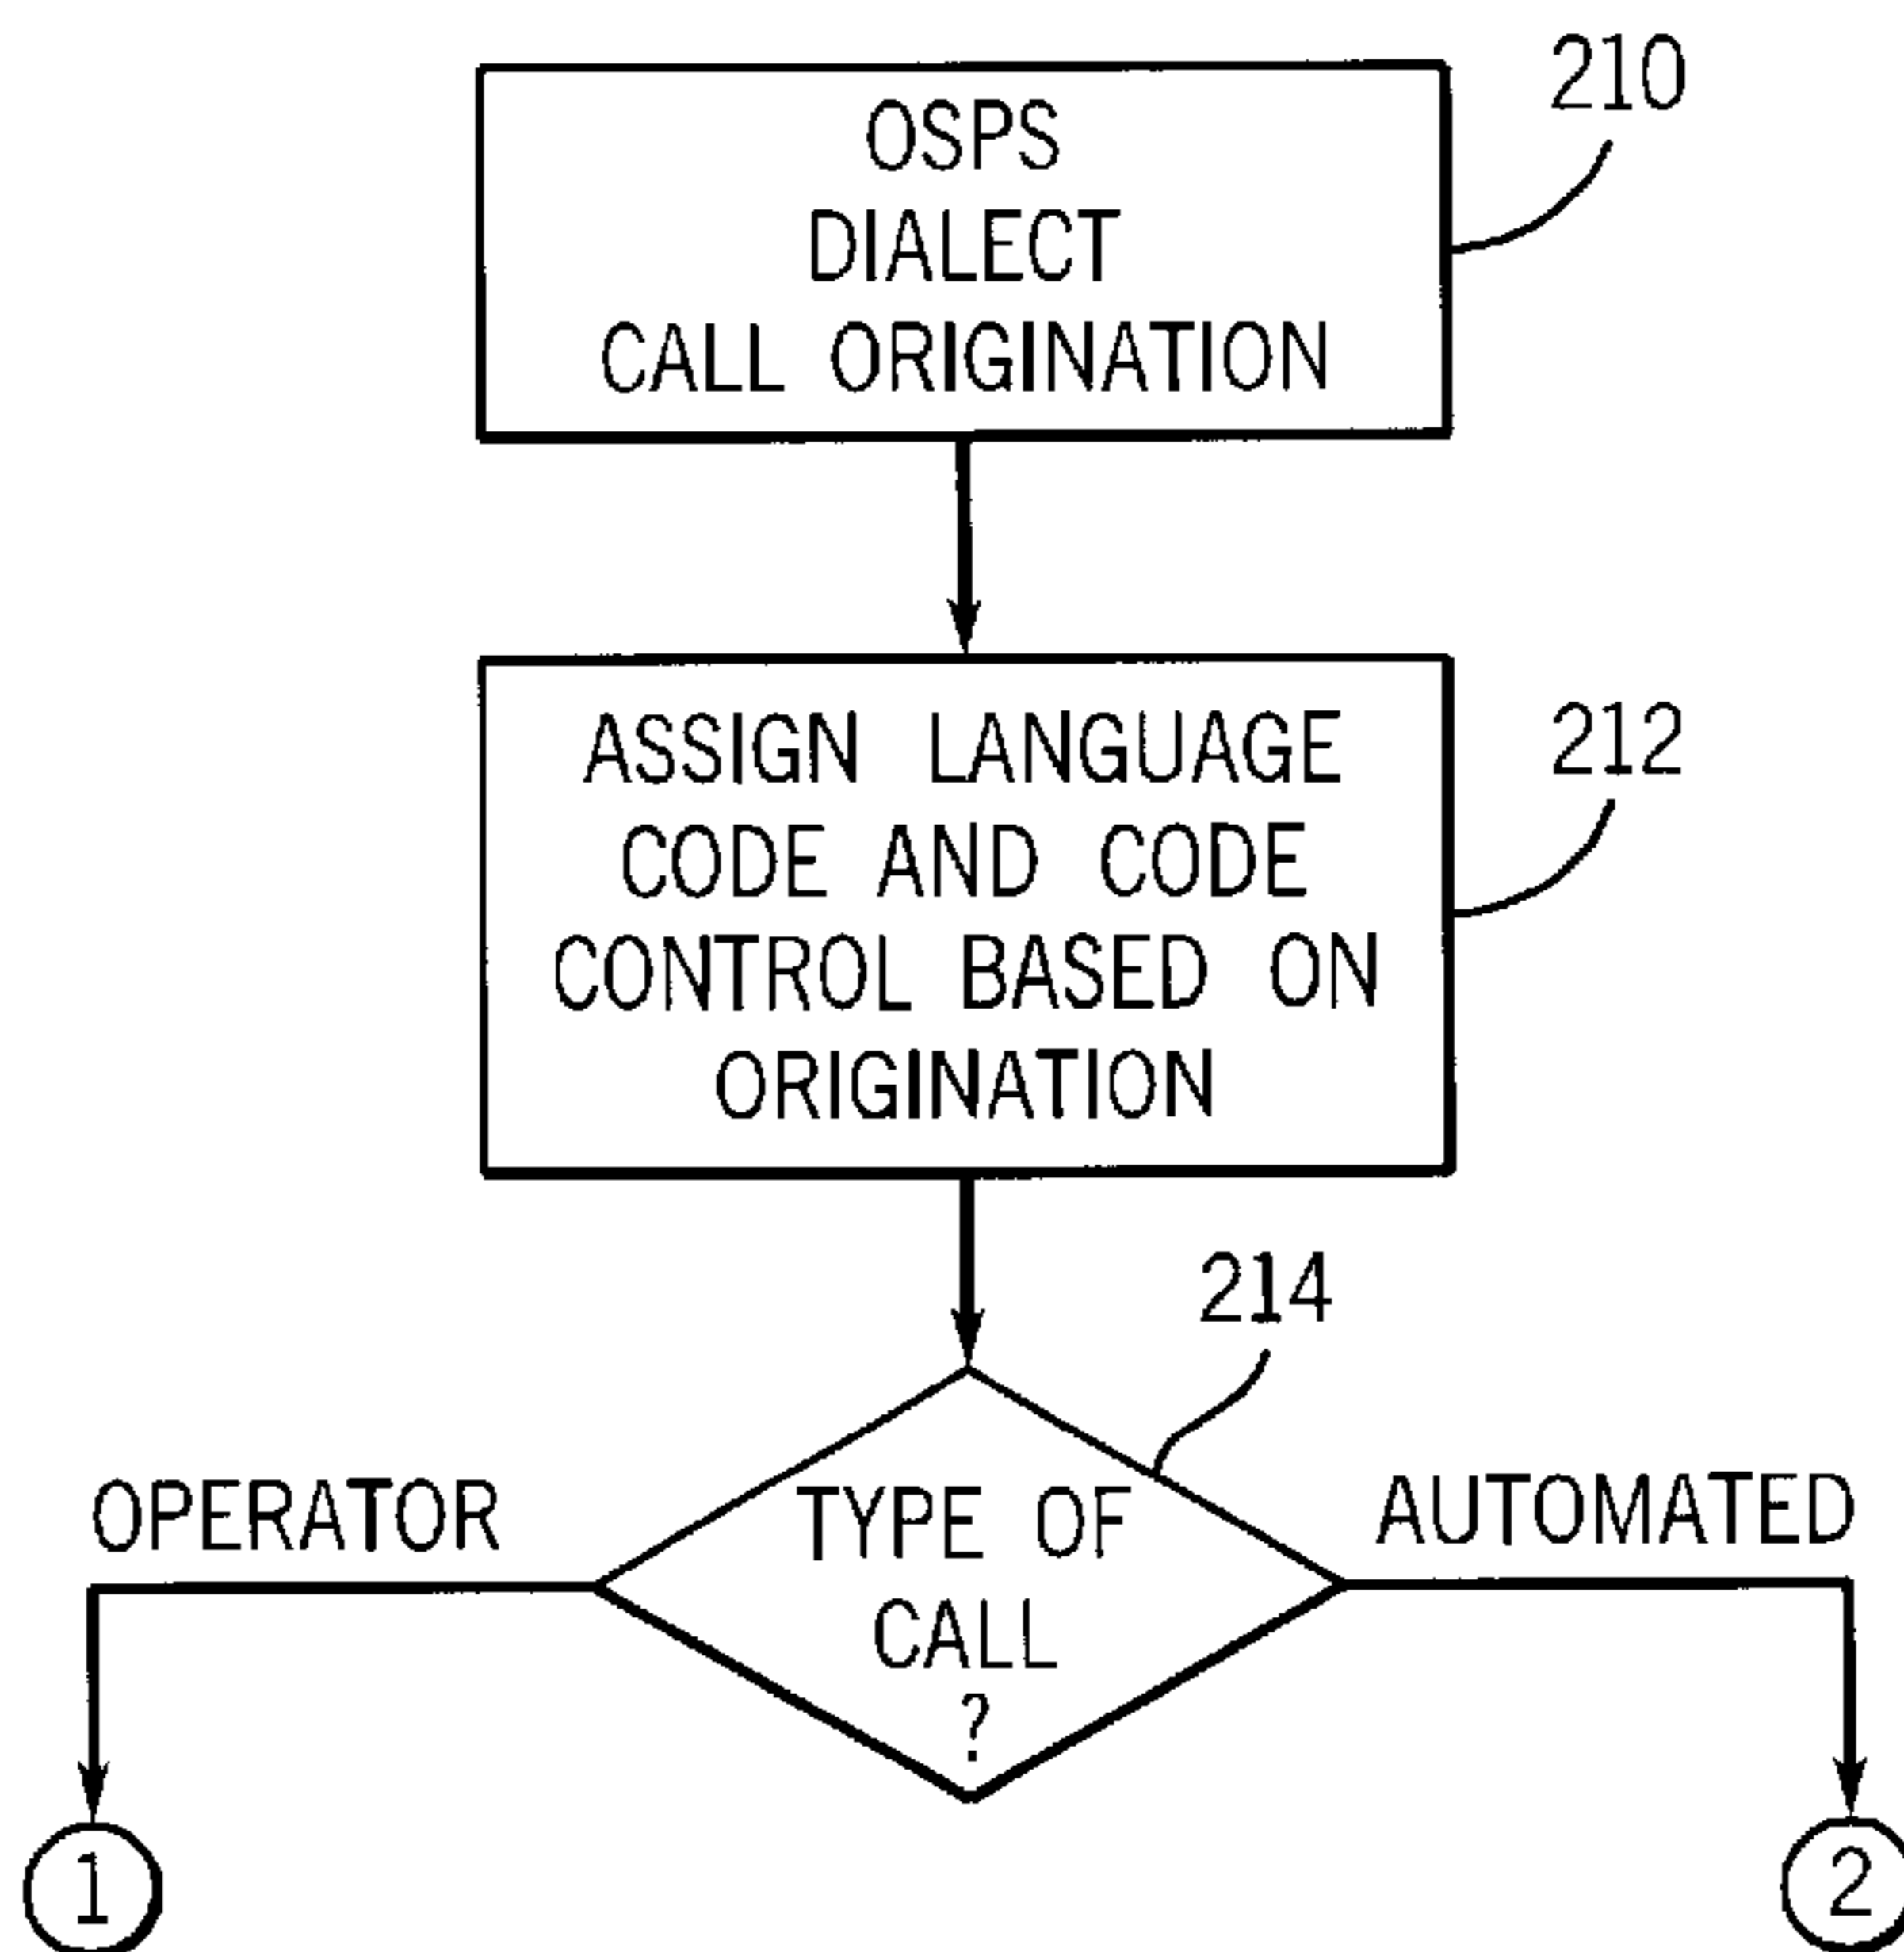 OSPS
DIALECT
CALL ORIGINATION
210
ASSIGN LANGUAGE
CODE AND CODE
CONTROL BASED ON
ORIGINATION
212
214
OPERATOR
TYPE OF
CALL
?
AUTOMATED
1
2